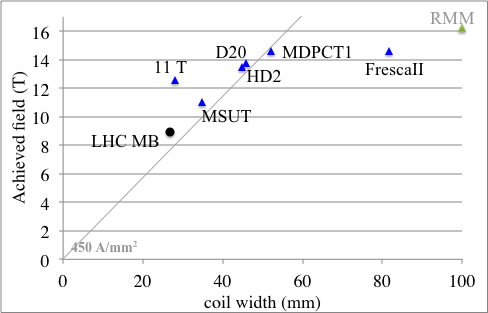 RMM
16
D20
MDPCT1
14
11 T
HD2
FrescaII
12
MSUT
10
LHC MB
8
6
4
2
450 A/mm²
0
0 20 40 60 80 100
coil width (mm)
Achieved field (T)